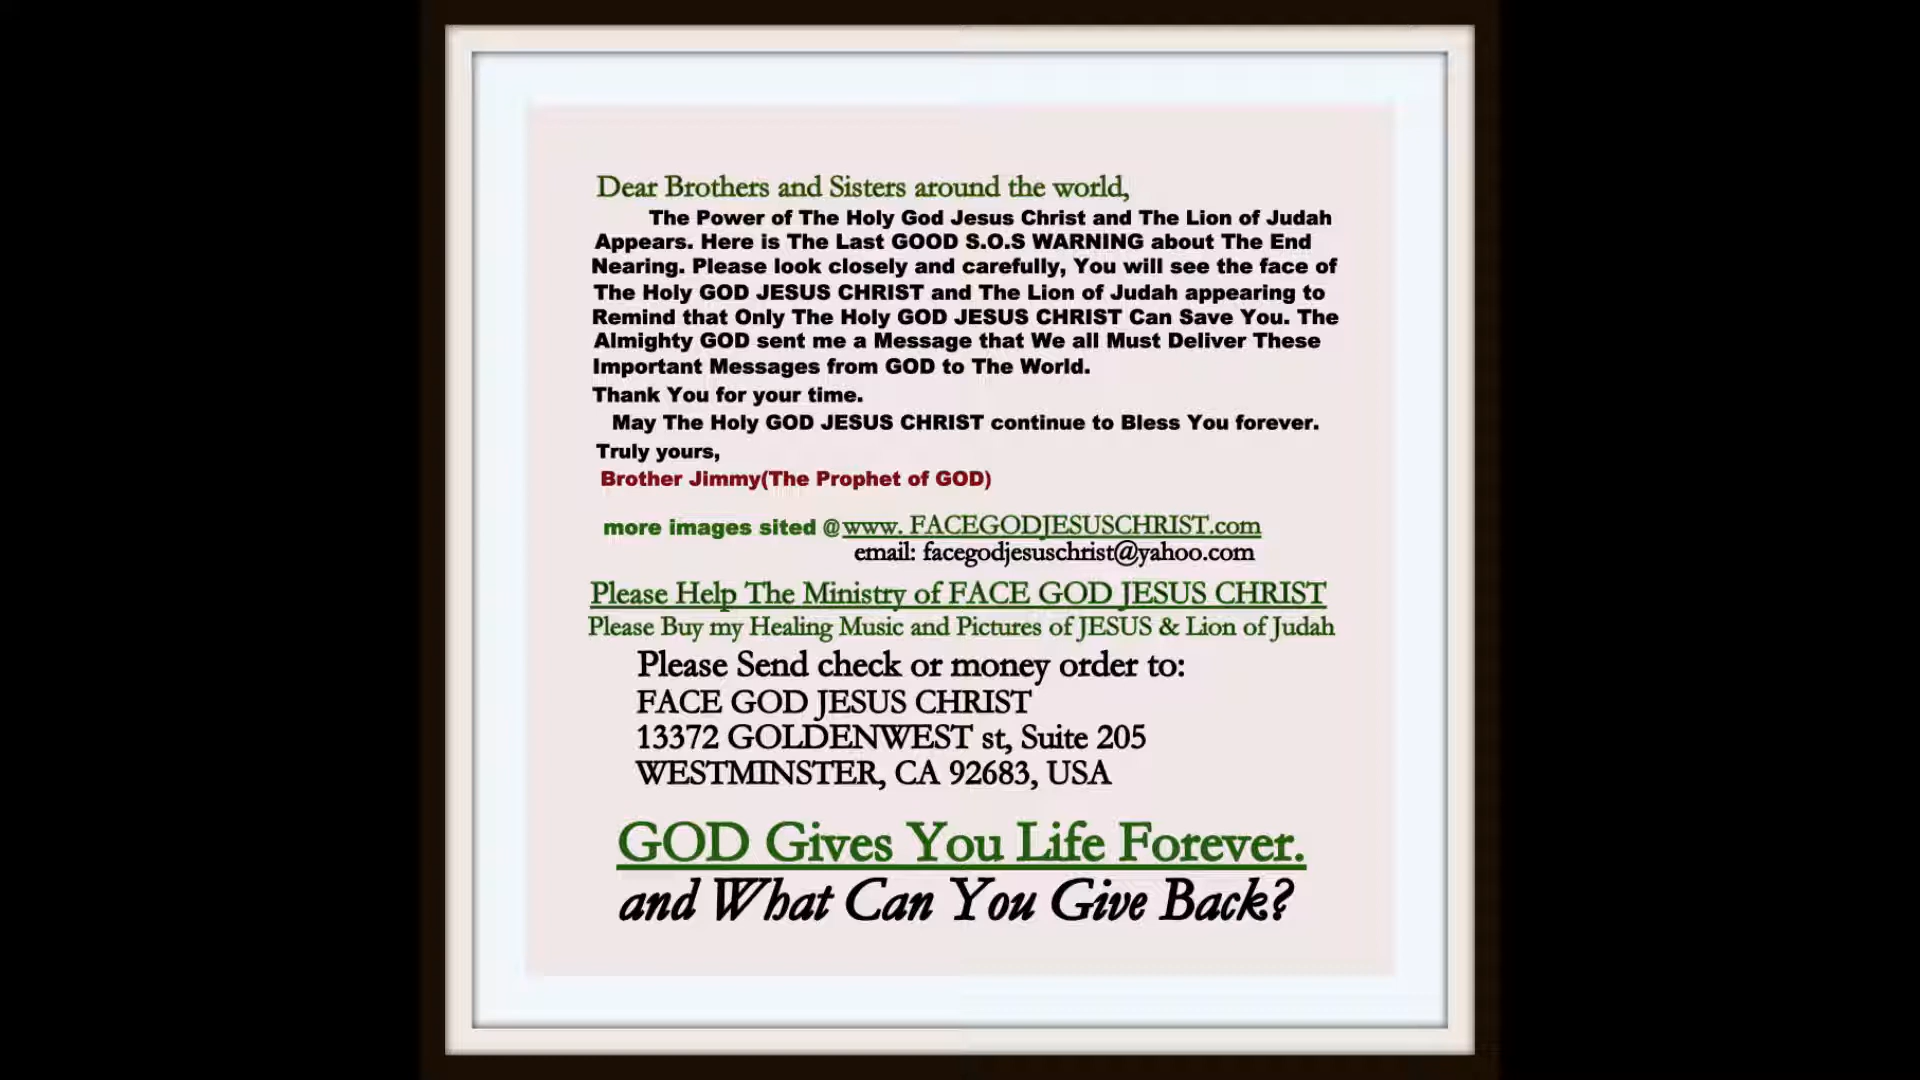 Dear Brothers and Sisters around the world,
The Power of The Holy God Jesus Christ and The Lion of Judah
Appears. Here is The Last GOOD S.O.S WARNING about The End
Nearing. Please look closely and carefully, You will see the face of
The Holy GOD JESUS CHRIST and The Lion of Judah appearing to
Remind that Only The Holy GOD JESUS CHRIST Can Save You. The
Almighty GOD sent me a Message that We all Must Deliver These
Important Messages from GOD to The World.
Thank You for your time.
May The Holy GOD JESUS CHRIST continue to Bless You forever.
Truly yours,
Brother Jimmy(The Prophet of GOD)
more images sited @www. FACEGODJESUSCHRIST.com
email: facegodjesuschrist@yahoo.com
Please Help The Ministry of FACE GOD JESUS CHRIST
Please Buy my Healing Music and Pictures of JESUS & Lion of Judah
Please Send check or money order to:
FACE GOD JESUS CHRIST
13372 GOLDENWEST st, Suite 205
WESTMINSTER, CA 92683, USA
GOD Gives You Life Forever.
and What Can You Give Back?